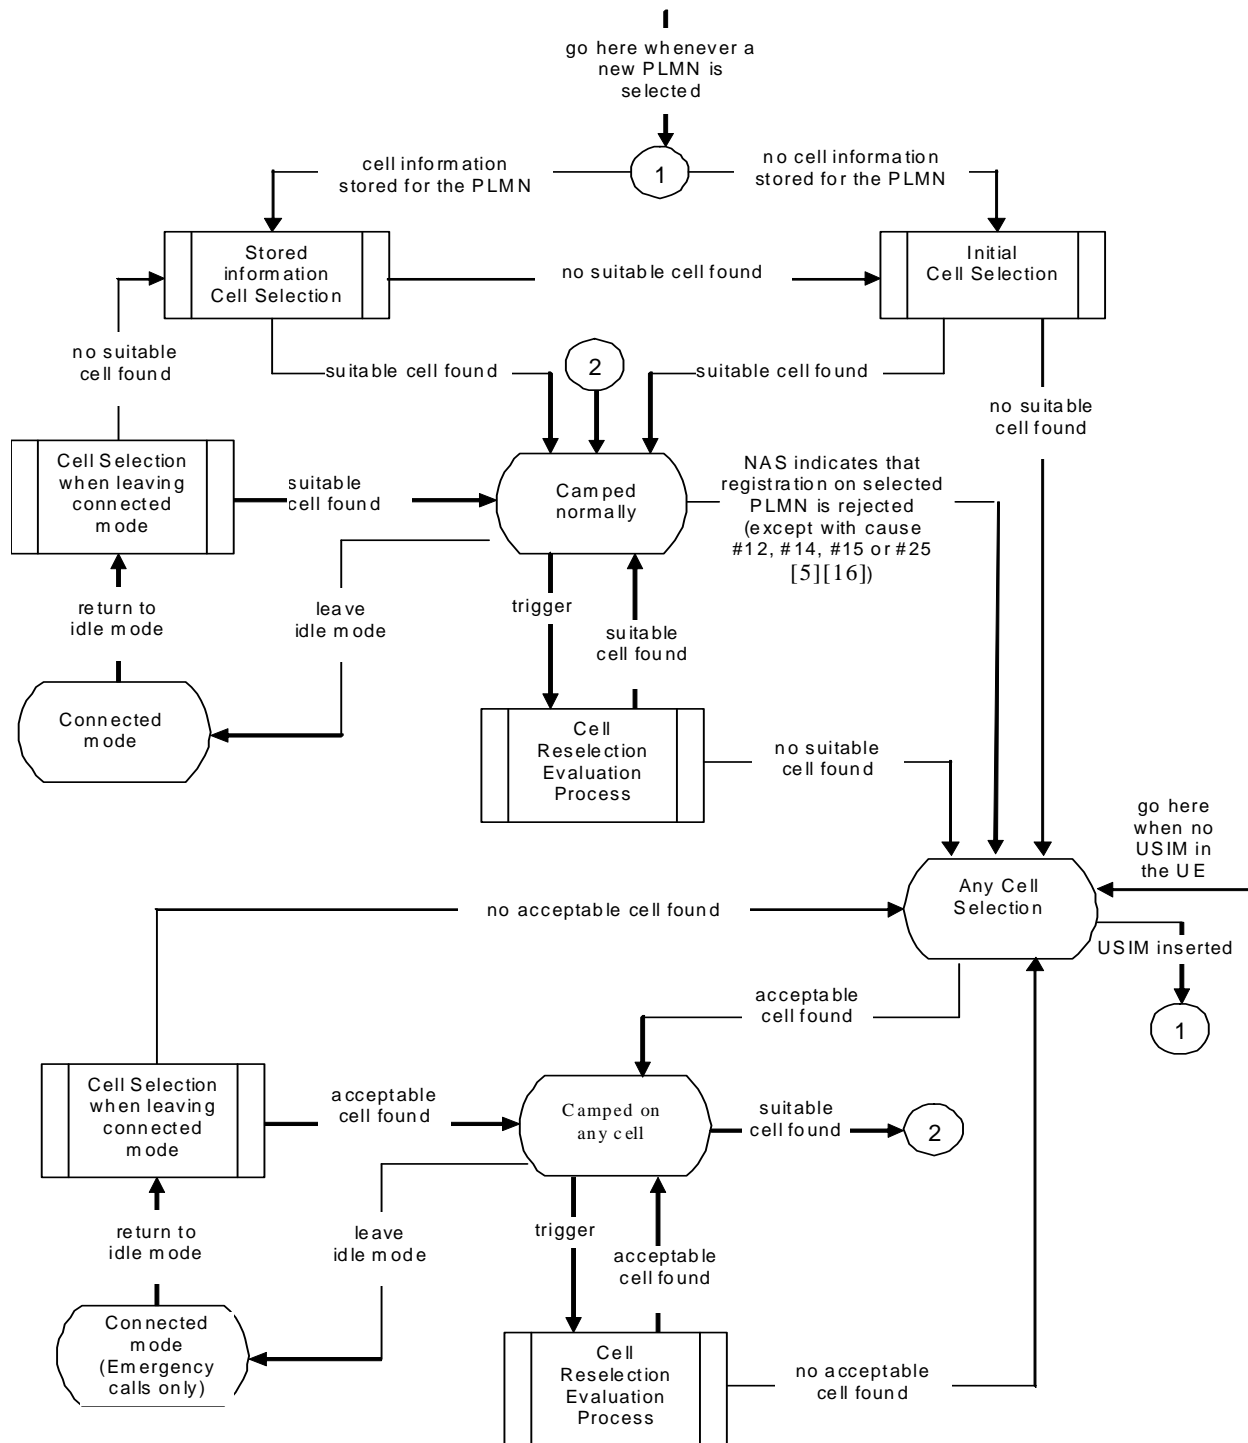 go here whenever a
new PLMN is
selected
1
cell information
stored for the PLMN
no cell information
stored for the PLMN
Stored
information
Cell Selection
no suitable cell found
Initial
Cell Selection
no suitable
cell found
suitable cell found
2
suitable cell found
no suitable
cell found
Cell Selection
when leaving
connected
mode
suitable
cell found
Camped
normally
NAS indicates that
registration on selected
PLMN is rejected
(except with cause
#12, #14, #15 or #25
[5][16])
return to
idle mode
leave
idle mode
trigger
suitable
cell found
Connected
mode
Cell
Reselection
Evaluation
Process
no suitable
cell found
go here
when no
USIM in
the UE
Any Cell
Selection
no acceptable cell found
USIM inserted
1
acceptable
cell found
Cell Selection
when leaving
connected
mode
acceptable
cell found
Camped on
any cell
suitable
cell found
2
return to
idle mode
leave
idle mode
trigger
acceptable
cell found
Connected
mode
(Emergency
calls only)
Cell
Reselection
Evaluation
Process
no acceptable
cell found